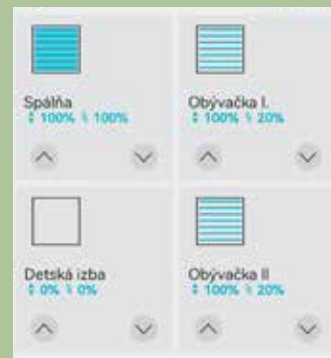 Spálňa
100% 100%
Obývačka I.
100% 20%
Detská izba
0% 0%
Obývačka II
100% 20%